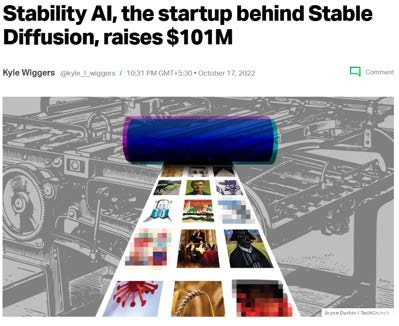 Stability AI, the startup behind Stable
Diffusion, raises $101M
Kyle Wiggers @kyle_l_wiggers / 10:31 PM GMT+5:30 • October 17, 2022 Comment
Bryce Durbin / TechCrunch